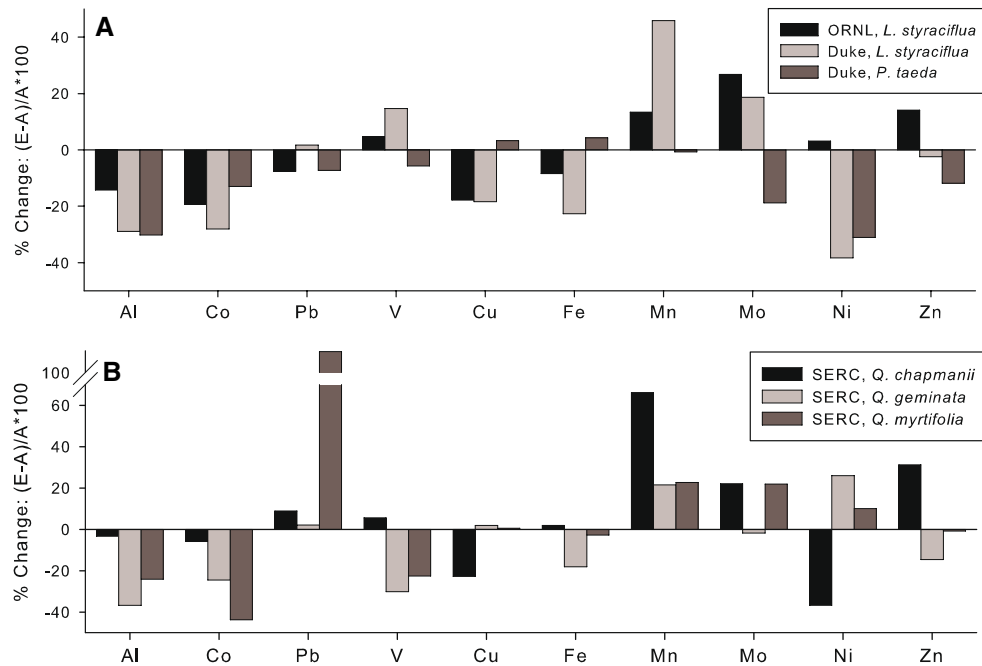 A
ORNL, L. styraciflua
Duke, L. styraciflua
Duke, P. taeda
% Change: (E-A)/A*100
40
20
0
-20
-40
Al Co Pb V Cu Fe Mn Mo Ni Zn
B
SERC, Q. chapmanii
SERC, Q. geminata
SERC, Q. myrtifolia
% Change: (E-A)/A*100
100
60
40
20
0
-20
-40
Al Co Pb V Cu Fe Mn Mo Ni Zn